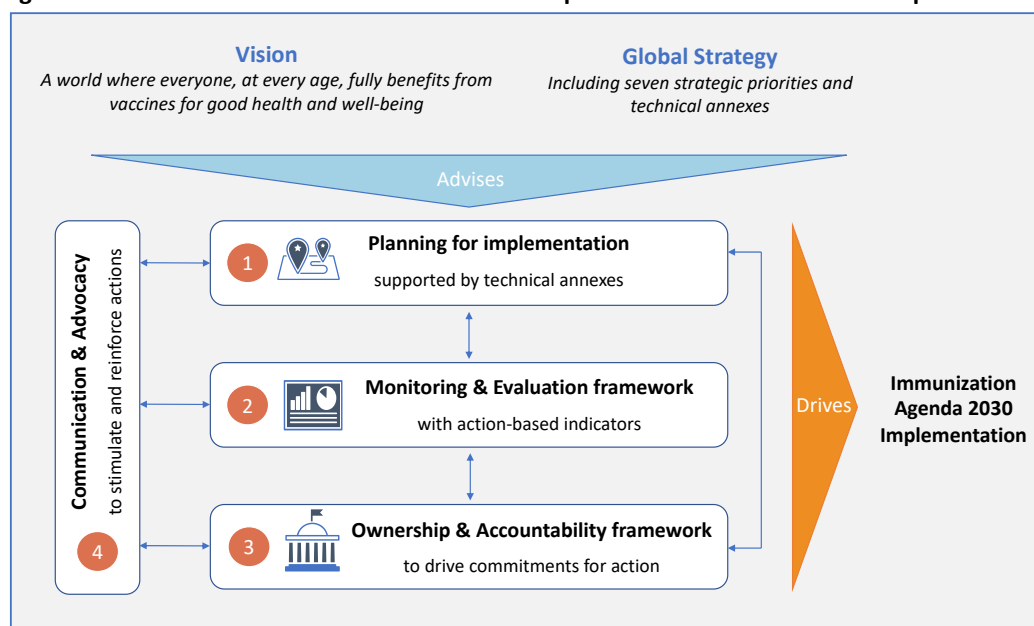 Vision
A world where everyone, at every age, fully benefits from
vaccines for good health and well-being
Global Strategy
Including seven strategic priorities and
technical annexes
Advises
Communication & Advocacy
to stimulate and reinforce actions
4
1
Planning for implementation
supported by technical annexes
2
Monitoring & Evaluation framework
with action-based indicators
3
Ownership & Accountability framework
to drive commitments for action
Drives
Immunization
Agenda 2030
Implementation